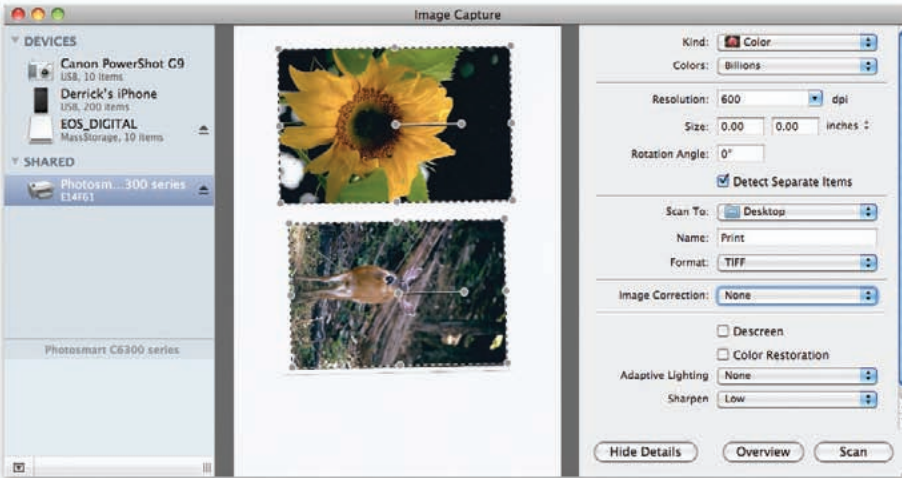 Image Capture
DEVICES
Canon PowerShot G9
USB, 10 items
Derrick's iPhone
USB, 200 items
EOS_DIGITAL
MassStorage, 10 items
SHARED
Photosm...300 series
E14F61
Photosmart C6300 series
Kind: Color
Colors: Billions
Resolution: 600 dpi
Size: 0.00 0.00 inches
Rotation Angle: 0°
Detect Separate Items
Scan To: Desktop
Name: Print
Format: TIFF
Image Correction: None
Descreen
Color Restoration
Adaptive Lighting None
Sharpen Low
Hide Details Overview Scan